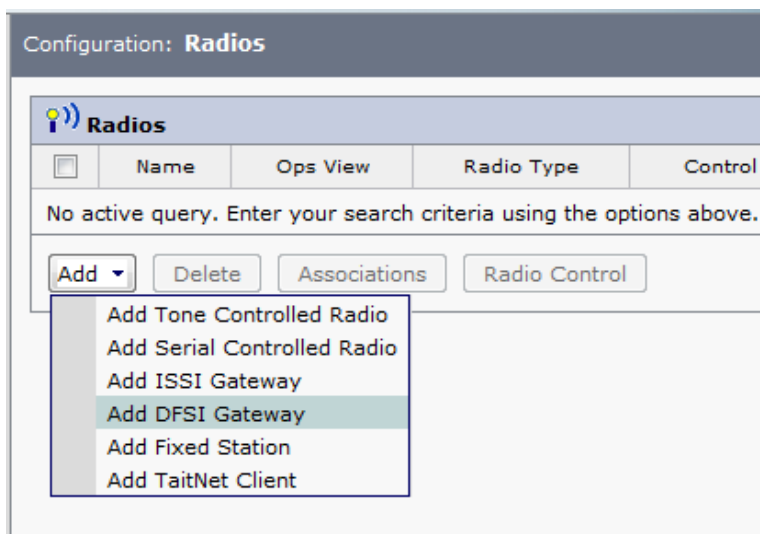 Configuration: Radios
Radios
Name Ops View Radio Type Control
No active query. Enter your search criteria using the options above.
Add Delete Associations Radio Control
Add Tone Controlled Radio
Add Serial Controlled Radio
Add ISSI Gateway
Add DFSI Gateway
Add Fixed Station
Add TaitNet Client